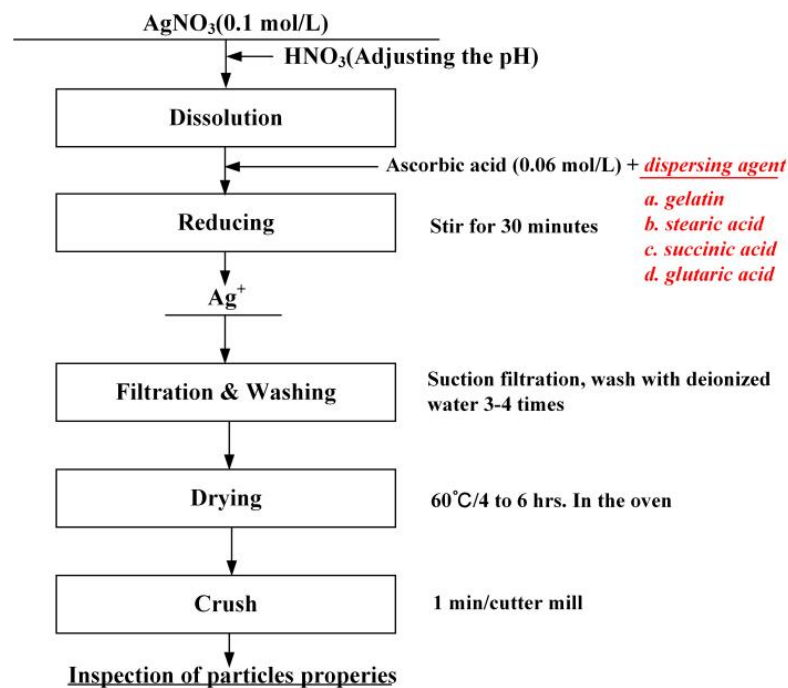 AgNO₃(0.1 mol/L)
HNO₃(Adjusting the pH)
Dissolution
Ascorbic acid (0.06 mol/L) + dispersing agent
a. gelatin
b. stearic acid
c. succinic acid
d. glutaric acid
Reducing
Stir for 30 minutes
Ag⁺
Filtration & Washing
Suction filtration, wash with deionized
water 3-4 times
Drying
60℃/4 to 6 hrs. In the oven
Crush
1 min/cutter mill
Inspection of particles properies